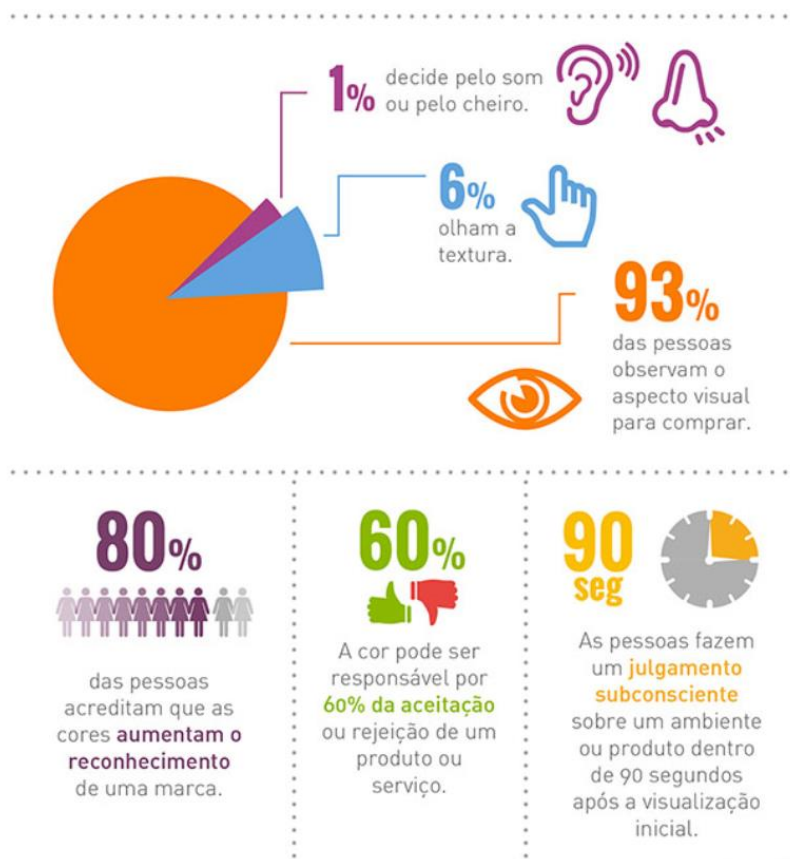 1% decide pelo som
ou pelo cheiro.
6%
olham a
textura.
93%
das pessoas
observam o
aspecto visual
para comprar.
80%
das pessoas
acreditam que as
cores aumentam o
reconhecimento
de uma marca.
60%
A cor pode ser
responsável por
60% da aceitação
ou rejeição de um
produto ou
serviço.
90
seg
As pessoas fazem
um julgamento
subconsciente
sobre um ambiente
ou produto dentro
de 90 segundos
após a visualização
inicial.